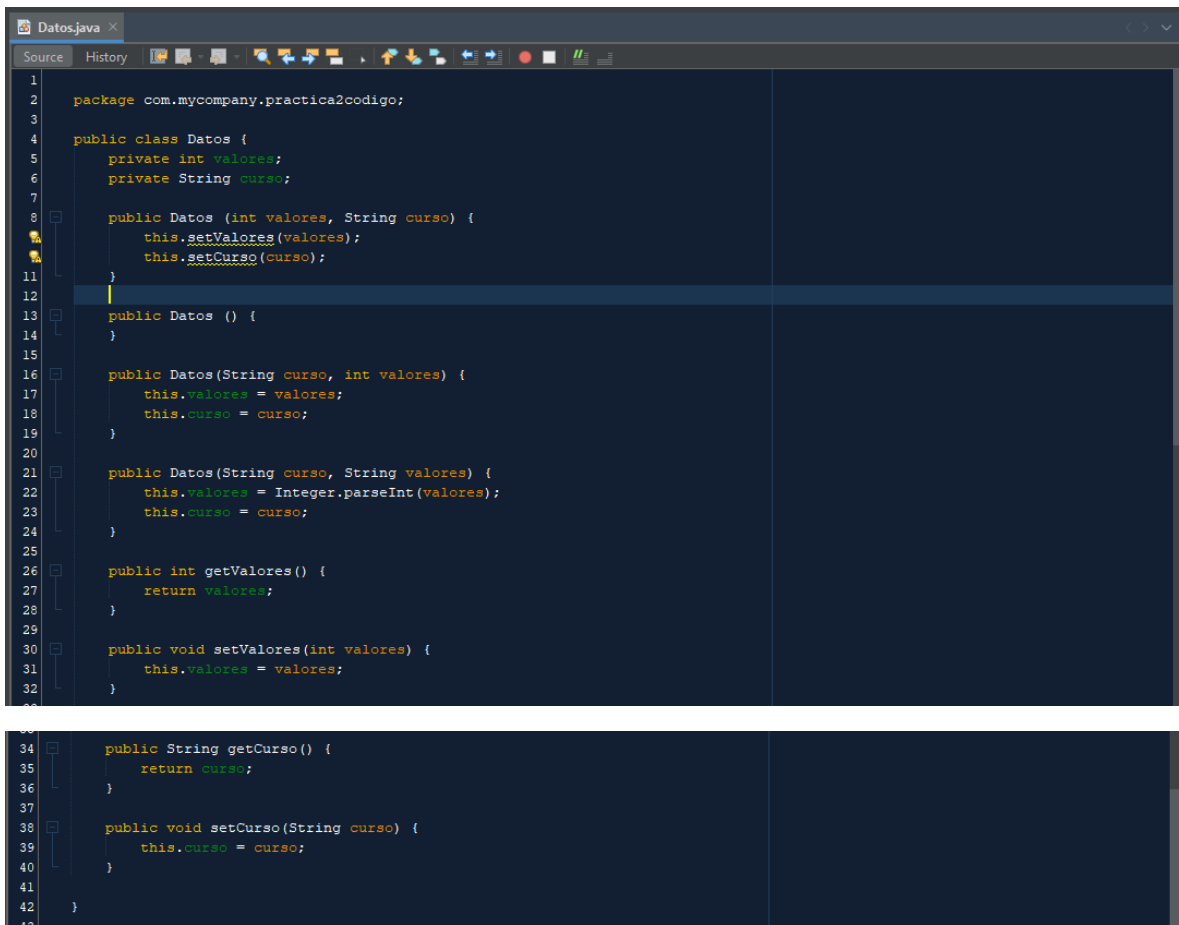 Datos.java
Source History
1
2 package com.mycompany.practica2codigo;
3
4 public class Datos {
5 private int valores;
6 private String curso;
7
8 public Datos (int valores, String curso) {
this.setValores(valores);
this.setCurso(curso);
11 }
12
13 public Datos () {
14 }
15
16 public Datos(String curso, int valores) {
17 this.valores = valores;
18 this.curso = curso;
19 }
20
21 public Datos(String curso, String valores) {
22 this.valores = Integer.parseInt(valores);
23 this.curso = curso;
24 }
25
26 public int getValores() {
27 return valores;
28 }
29
30 public void setValores(int valores) {
31 this.valores = valores;
32 }
34 public String getCurso() {
35 return curso;
36 }
37
38 public void setCurso(String curso) {
39 this.curso = curso;
40 }
41
42 }